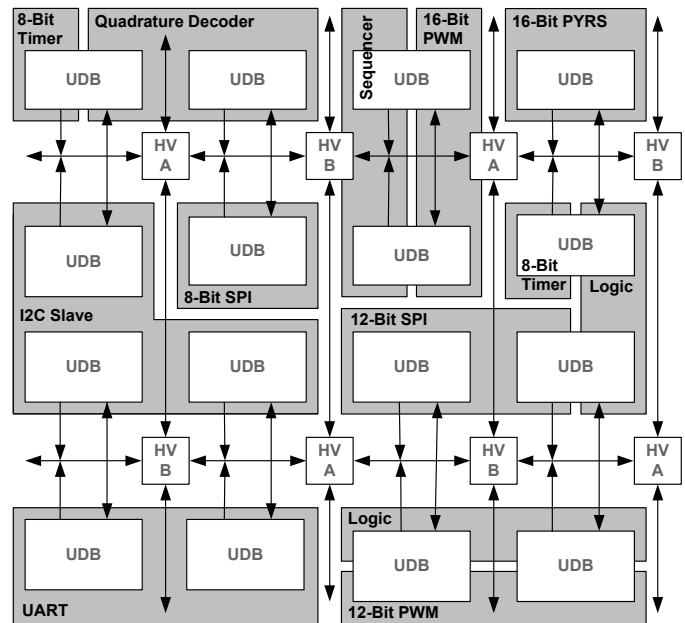 8-Bit
Timer
Quadrature Decoder
Sequencer
16-Bit
PWM
16-Bit PYRS
UDB
UDB
UDB
UDB
HV
A
HV
B
HV
A
HV
B
UDB
UDB
UDB
UDB
8-Bit SPI
8-Bit
Timer
Logic
I2C Slave
12-Bit SPI
UDB
UDB
UDB
UDB
HV
B
HV
A
HV
B
HV
A
Logic
UDB
UDB
UDB
UDB
UART
12-Bit PWM